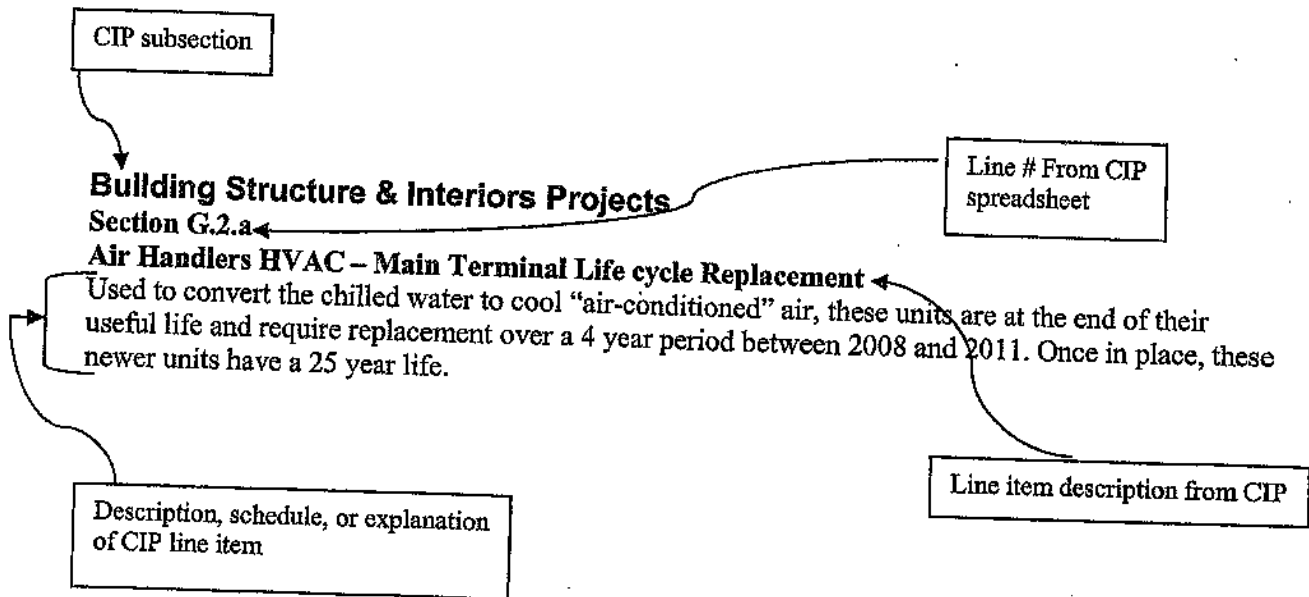 CIP subsection
Line # From CIP
spreadsheet
Building Structure & Interiors Projects
Section G.2.a
Air Handlers HVAC – Main Terminal Life cycle Replacement
Used to convert the chilled water to cool “air-conditioned” air, these units are at the end of their
useful life and require replacement over a 4 year period between 2008 and 2011. Once in place, these
newer units have a 25 year life.
Line item description from CIP
Description, schedule, or explanation
of CIP line item